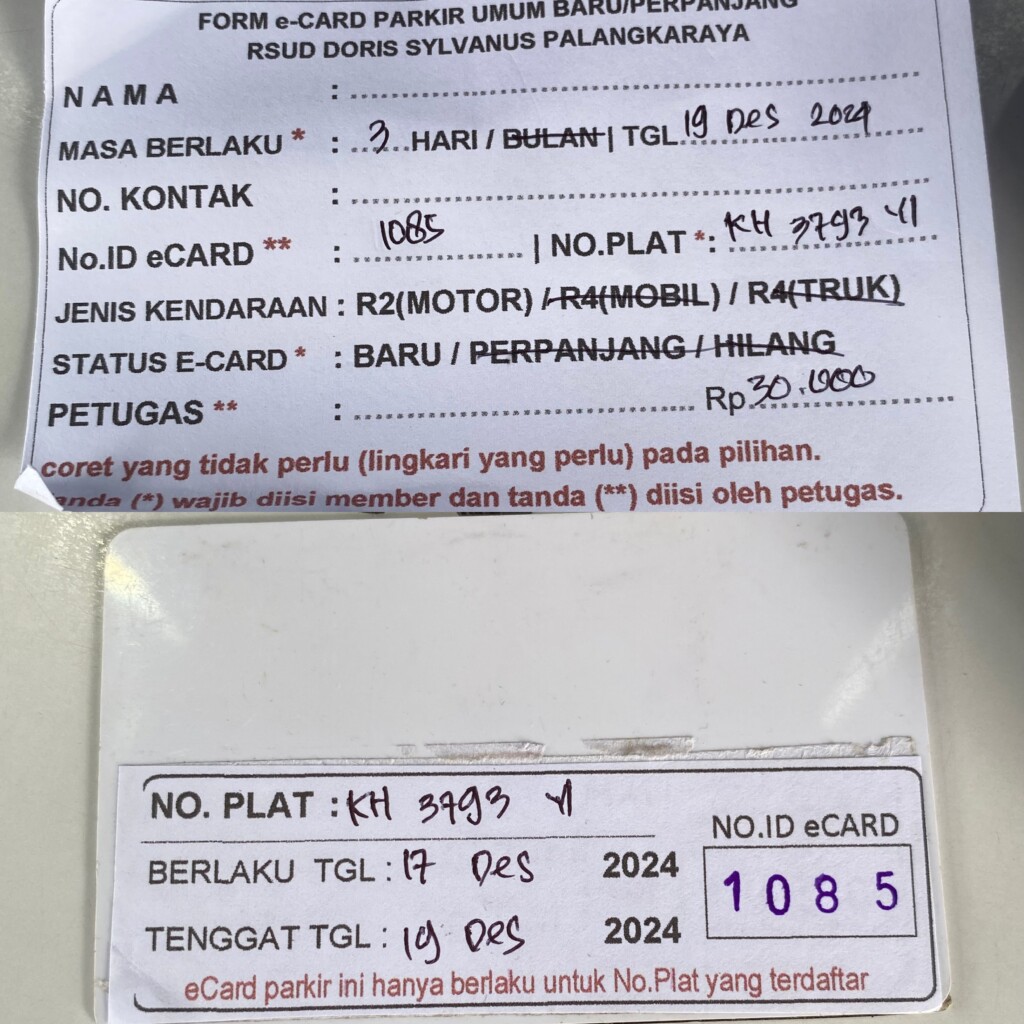 FORM e-CARD PARKIR UMUM BARU/PERPANJANG
RSUD DORIS SYLVANUS PALANGKARAYA
N A M A :
MASA BERLAKU * : 3 HARI / BULAN | TGL. 19 Des 2024
NO. KONTAK :
No.ID eCARD ** : 1085 | NO.PLAT *: KH 3793 YI
JENIS KENDARAAN : R2(MOTOR) / R4(MOBIL) / R4(TRUK)
STATUS E-CARD * : BARU / PERPANJANG / HILANG
PETUGAS ** : Rp 30.000
coret yang tidak perlu (lingkari yang perlu) pada pilihan.
anda (*) wajib diisi member dan tanda (**) diisi oleh petugas.
NO. PLAT : KH 3793 YI
NO.ID eCARD
BERLAKU TGL : 17 Des 2024
1085
TENGGAT TGL : 19 Des 2024
eCard parkir ini hanya berlaku untuk No.Plat yang terdaftar